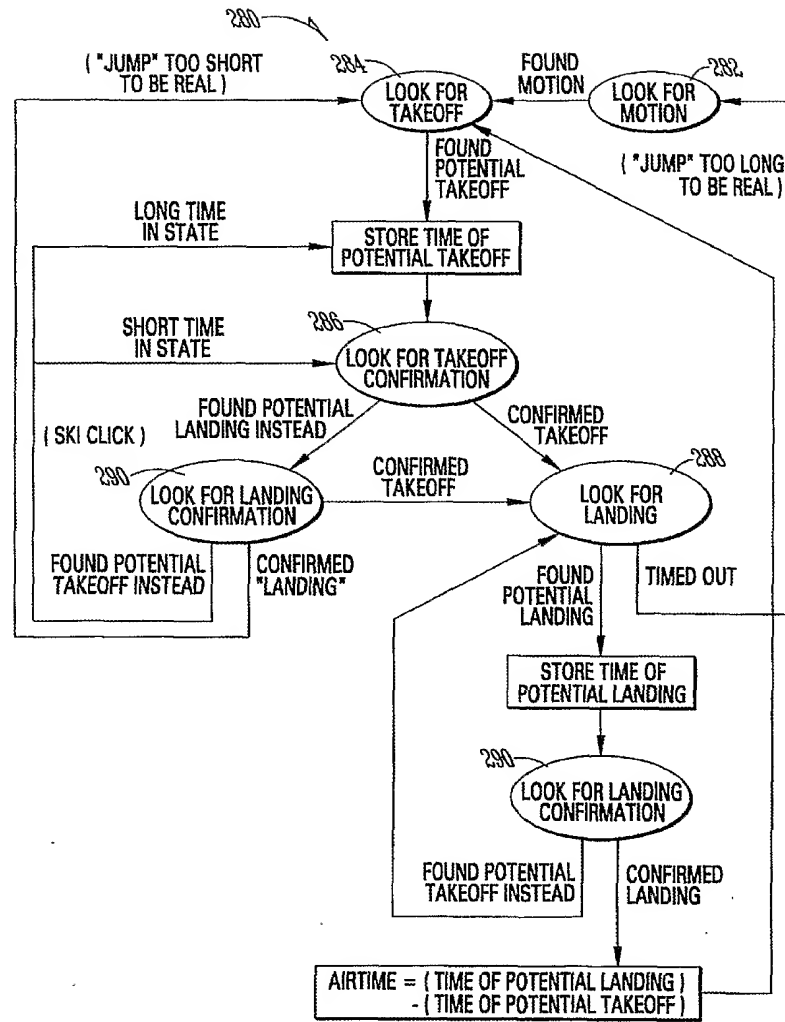 280
( "JUMP" TOO SHORT
TO BE REAL )
284
LOOK FOR
TAKEOFF
FOUND
MOTION
282
LOOK FOR
MOTION
FOUND
POTENTIAL
TAKEOFF
( "JUMP" TOO LONG
TO BE REAL )
LONG TIME
IN STATE
STORE TIME OF
POTENTIAL TAKEOFF
SHORT TIME
IN STATE
286
LOOK FOR TAKEOFF
CONFIRMATION
FOUND POTENTIAL
LANDING INSTEAD
CONFIRMED
TAKEOFF
( SKI CLICK )
290
LOOK FOR LANDING
CONFIRMATION
CONFIRMED
TAKEOFF
288
LOOK FOR
LANDING
FOUND POTENTIAL
TAKEOFF INSTEAD
CONFIRMED
"LANDING"
FOUND
POTENTIAL
LANDING
TIMED OUT
STORE TIME OF
POTENTIAL LANDING
290
LOOK FOR LANDING
CONFIRMATION
FOUND POTENTIAL
TAKEOFF INSTEAD
CONFIRMED
LANDING
AIRTIME = ( TIME OF POTENTIAL LANDING )
- ( TIME OF POTENTIAL TAKEOFF )